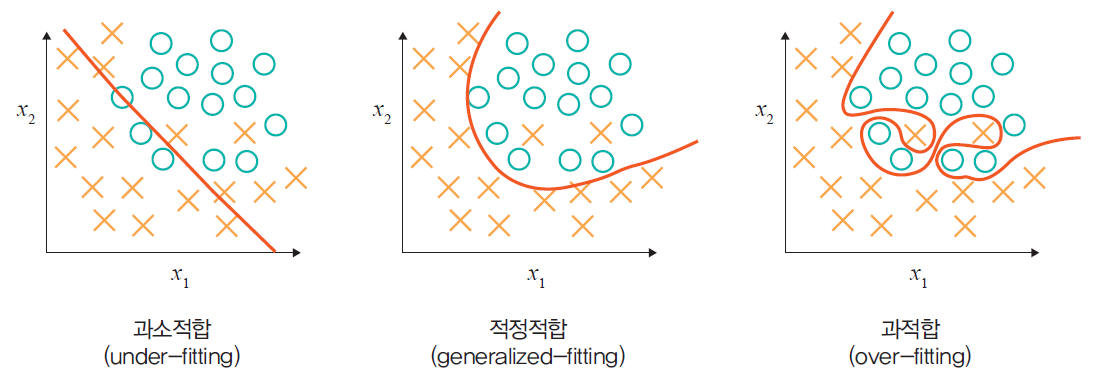 x2
x1
과소적합
(under-fitting)
x2
x1
적정적합
(generalized-fitting)
x2
x1
과적합
(over-fitting)